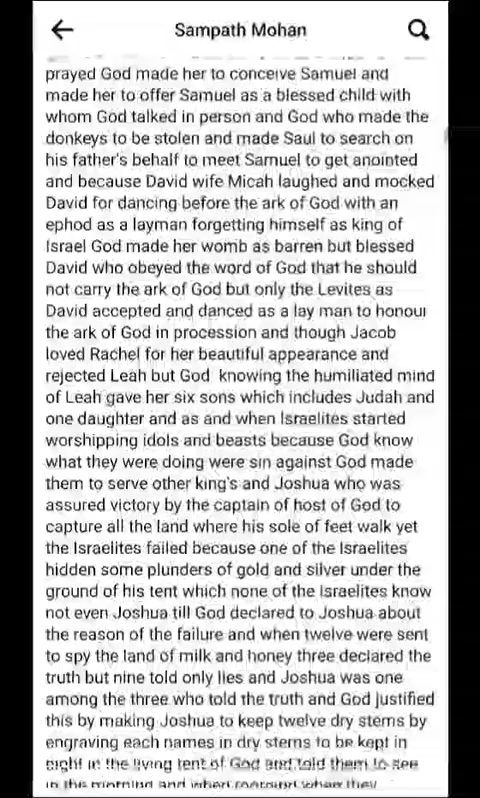 Sampath Mohan
prayed God made her to conceive Samuel and
made her to offer Samuel as a blessed child with
whom God talked in person and God who made the
donkeys to be stolen and made Saul to search on
his father's behalf to meet Samuel to get anointed
and because David wife Micah laughed and mocked
David for dancing before the ark of God with an
ephod as a layman forgetting himself as king of
Israel God made her womb as barren but blessed
David who obeyed the word of God that he should
not carry the ark of God but only the Levites as
David accepted and danced as a lay man to honour
the ark of God in procession and though Jacob
loved Rachel for her beautiful appearance and
rejected Leah but God knowing the humiliated mind
of Leah gave her six sons which includes Judah and
one daughter and as and when Israelites started
worshipping idols and beasts because God know
what they were doing were sin against God made
them to serve other king's and Joshua who was
assured victory by the captain of host of God to
capture all the land where his sole of feet walk yet
the Israelites failed because one of the Israelites
hidden some plunders of gold and silver under the
ground of his tent which none of the Israelites know
not even Joshua till God declared to Joshua about
the reason of the failure and when twelve were sent
to spy the land of milk and honey three declared the
truth but nine told only lies and Joshua was one
among the three who told the truth and God justified
this by making Joshua to keep twelve dry stems by
engraving each names in dry stems to be kept in
night in the living tent of God and told them to see
in the morning and when